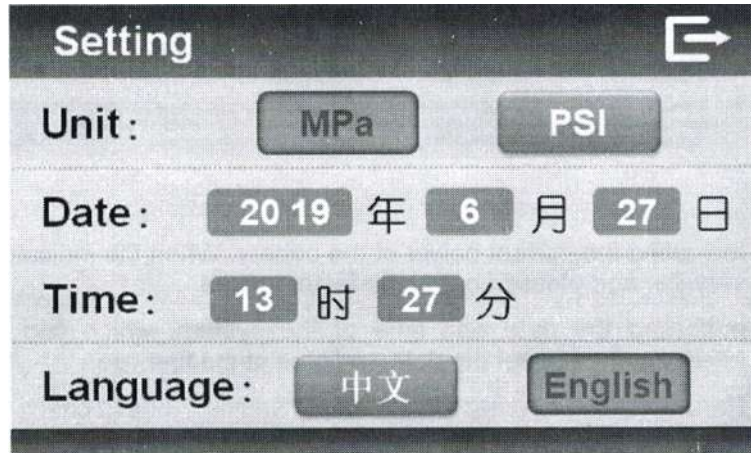 Setting
Unit: MPa PSI
Date: 2019 年 6 月 27 日
Time: 13 时 27 分
Language: 中文 English